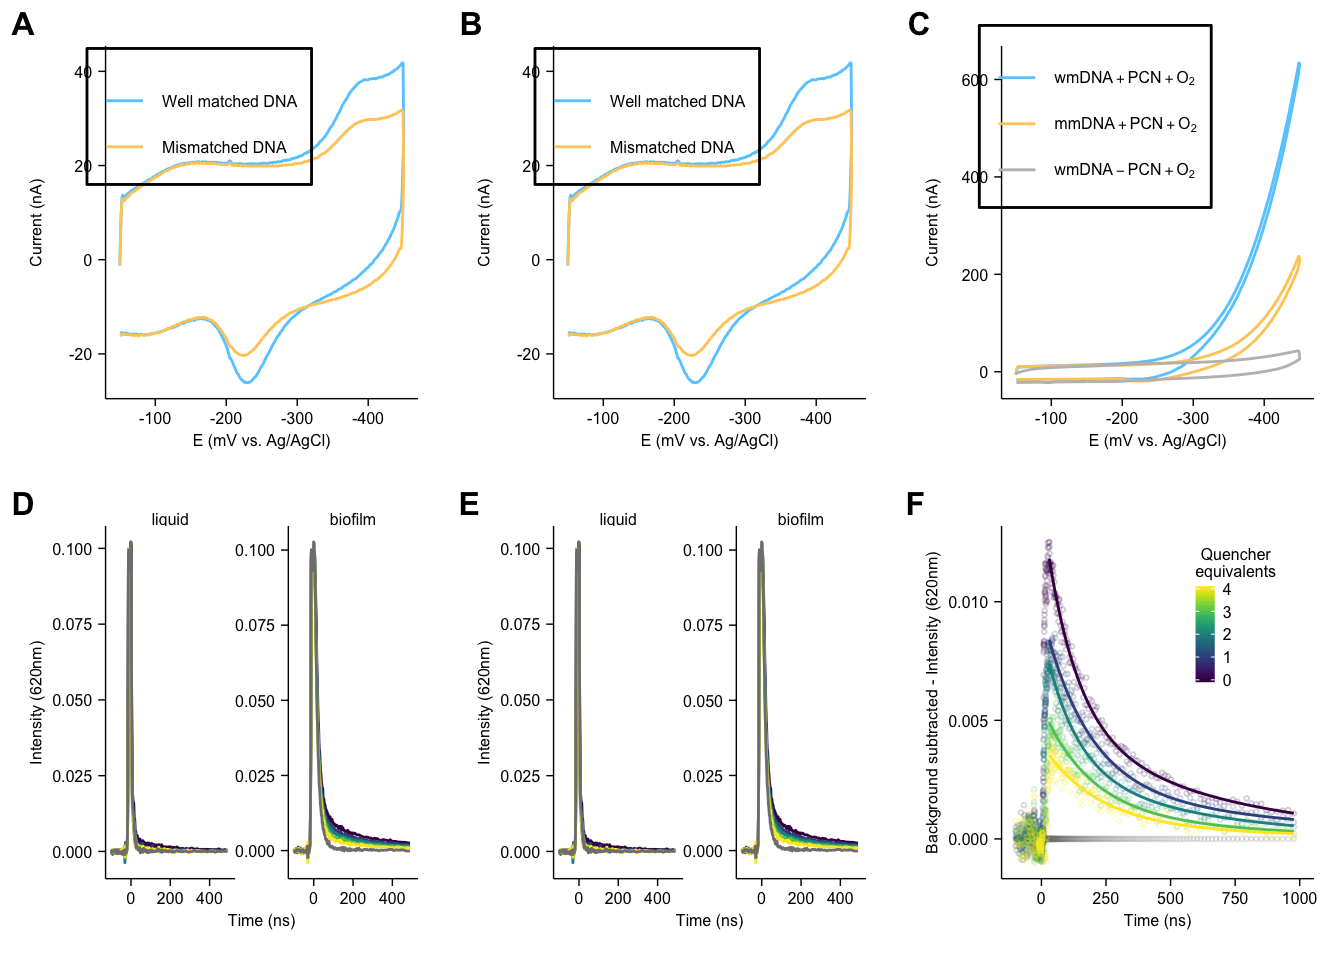 A
B
C
40
20
0
-20
Current (nA)
Well matched DNA
Mismatched DNA
-100
-200
-300
-400
E (mV vs. Ag/AgCl)
40
20
0
-20
Current (nA)
Well matched DNA
Mismatched DNA
-100
-200
-300
-400
E (mV vs. Ag/AgCl)
600
400
200
0
Current (nA)
wmDNA + PCN + O₂
mmDNA + PCN + O₂
wmDNA − PCN + O₂
-100
-200
-300
-400
E (mV vs. Ag/AgCl)
D
E
F
liquid
biofilm
0.100
0.075
0.050
0.025
0.000
0.100
0.075
0.050
0.025
0.000
Intensity (620nm)
0
200
400
0
200
400
Time (ns)
liquid
biofilm
0.100
0.075
0.050
0.025
0.000
0.100
0.075
0.050
0.025
0.000
Intensity (620nm)
0
200
400
0
200
400
Time (ns)
0.010
0.005
0.000
Background subtracted - Intensity (620nm)
Quencher
equivalents
4
3
2
1
0
0
250
500
750
1000
Time (ns)